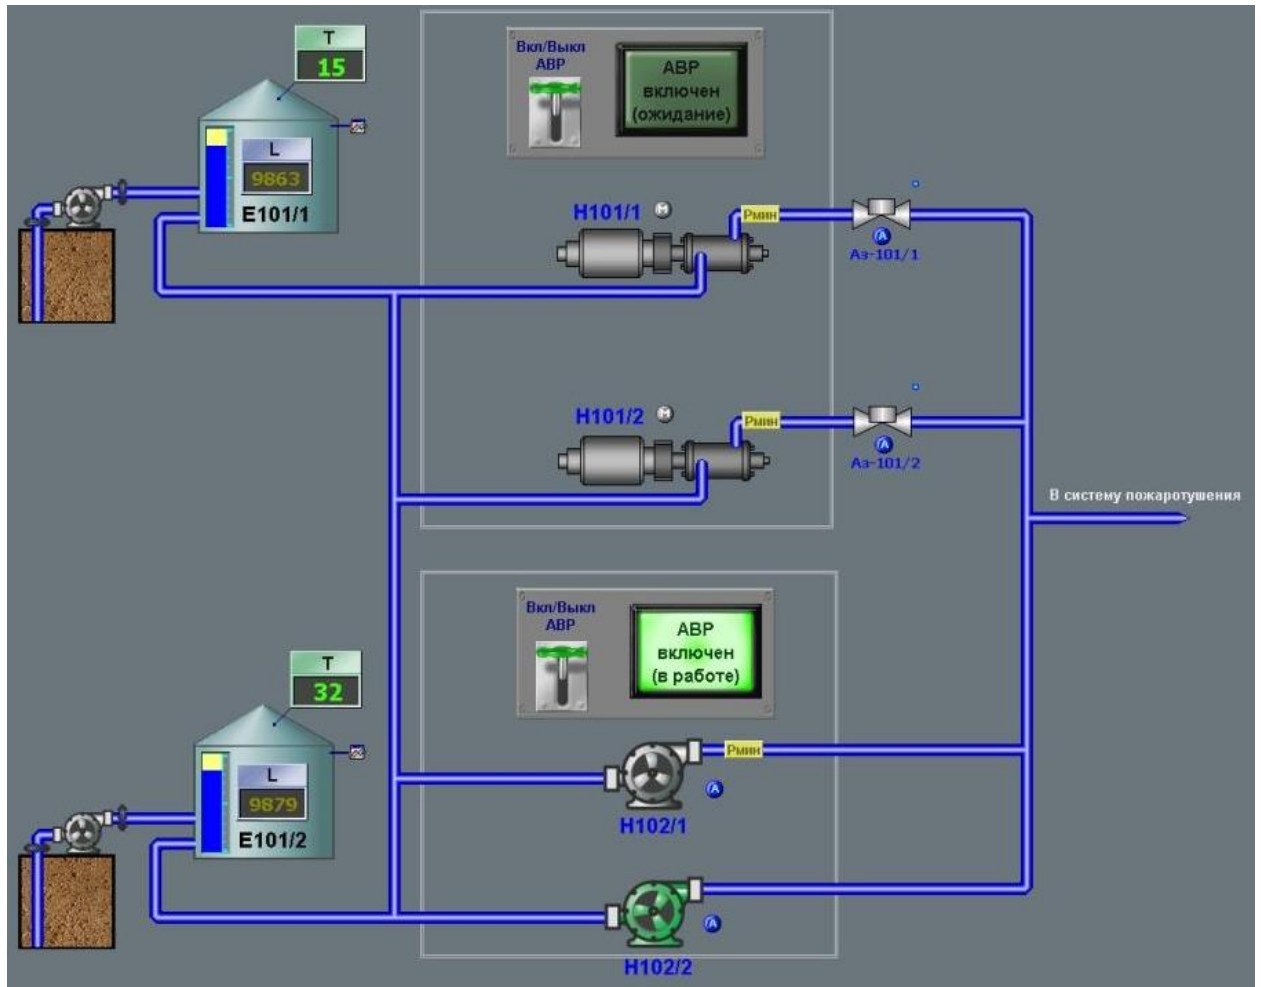 T
15
L
9863
E101/1
Вкл/Выкл
АВР
АВР
включен
(ожидание)
Н101/1
М
Рмин
А
Аз-101/1
Н101/2
М
Рмин
А
Аз-101/2
В систему пожаротушения
Вкл/Выкл
АВР
АВР
включен
(в работе)
T
32
L
9879
E101/2
Рмин
А
Н102/1
А
Н102/2